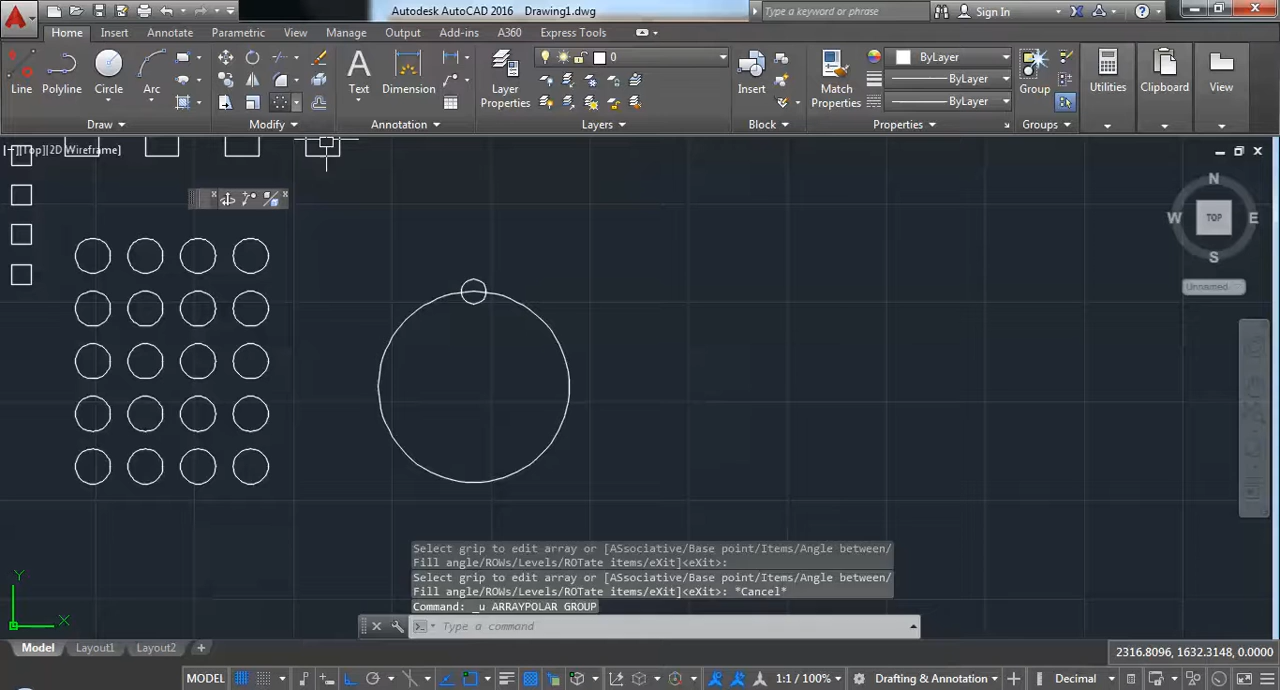 Autodesk AutoCAD 2016 Drawing1.dwg
Type a keyword or phrase
Sign In
Home Insert Annotate Parametric View Manage Output Add-ins A360 Express Tools
Line Polyline Circle Arc
Text Dimension
Layer Properties
0
Insert
Match Properties
ByLayer
ByLayer
ByLayer
Group
Utilities
Clipboard
View
Draw Modify Annotation Layers Block Properties Groups
[−][Top][2D Wireframe]
N
W TOP E
S
Unnamed
Select grip to edit array or [ASsociative/Base point/Items/Angle between/
Fill angle/ROWs/Levels/ROTate items/eXit]<eXit>:
Select grip to edit array or [ASsociative/Base point/Items/Angle between/
Fill angle/ROWs/Levels/ROTate items/eXit]<eXit>: *Cancel*
Command: _u ARRAYPOLAR GROUP
Type a command
Y
X
Model Layout1 Layout2 +
2316.8096, 1632.3148, 0.0000
MODEL
1:1 / 100%
Drafting & Annotation
Decimal